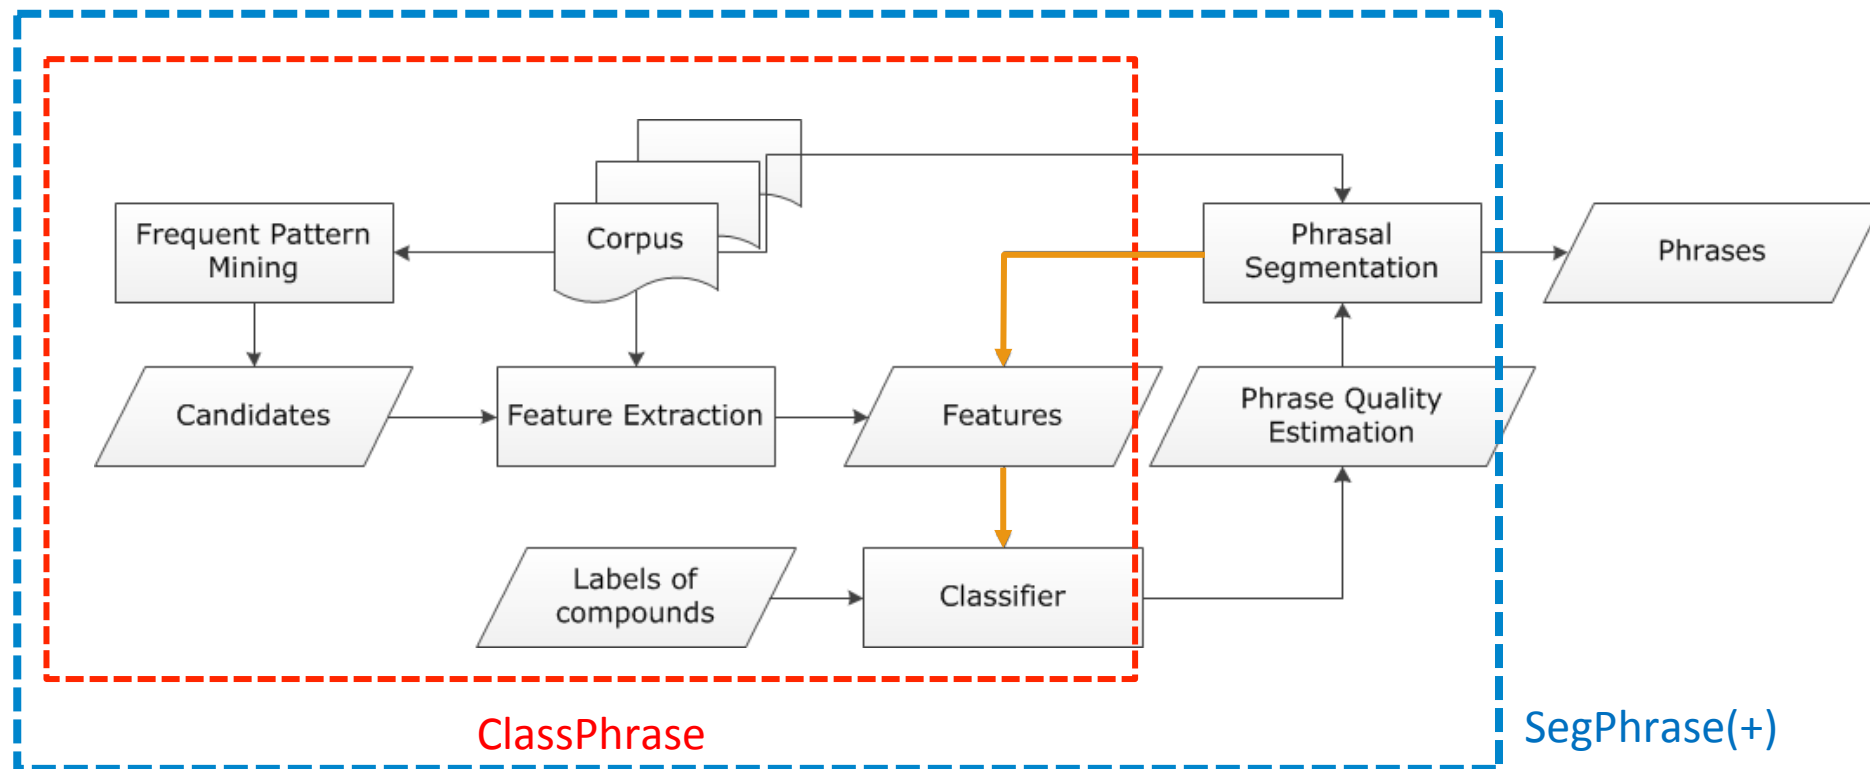 Frequent Pattern
Mining
Corpus
Phrasal
Segmentation
Phrases
Candidates
Feature Extraction
Features
Phrase Quality
Estimation
Labels of
compounds
Classifier
ClassPhrase
SegPhrase(+)